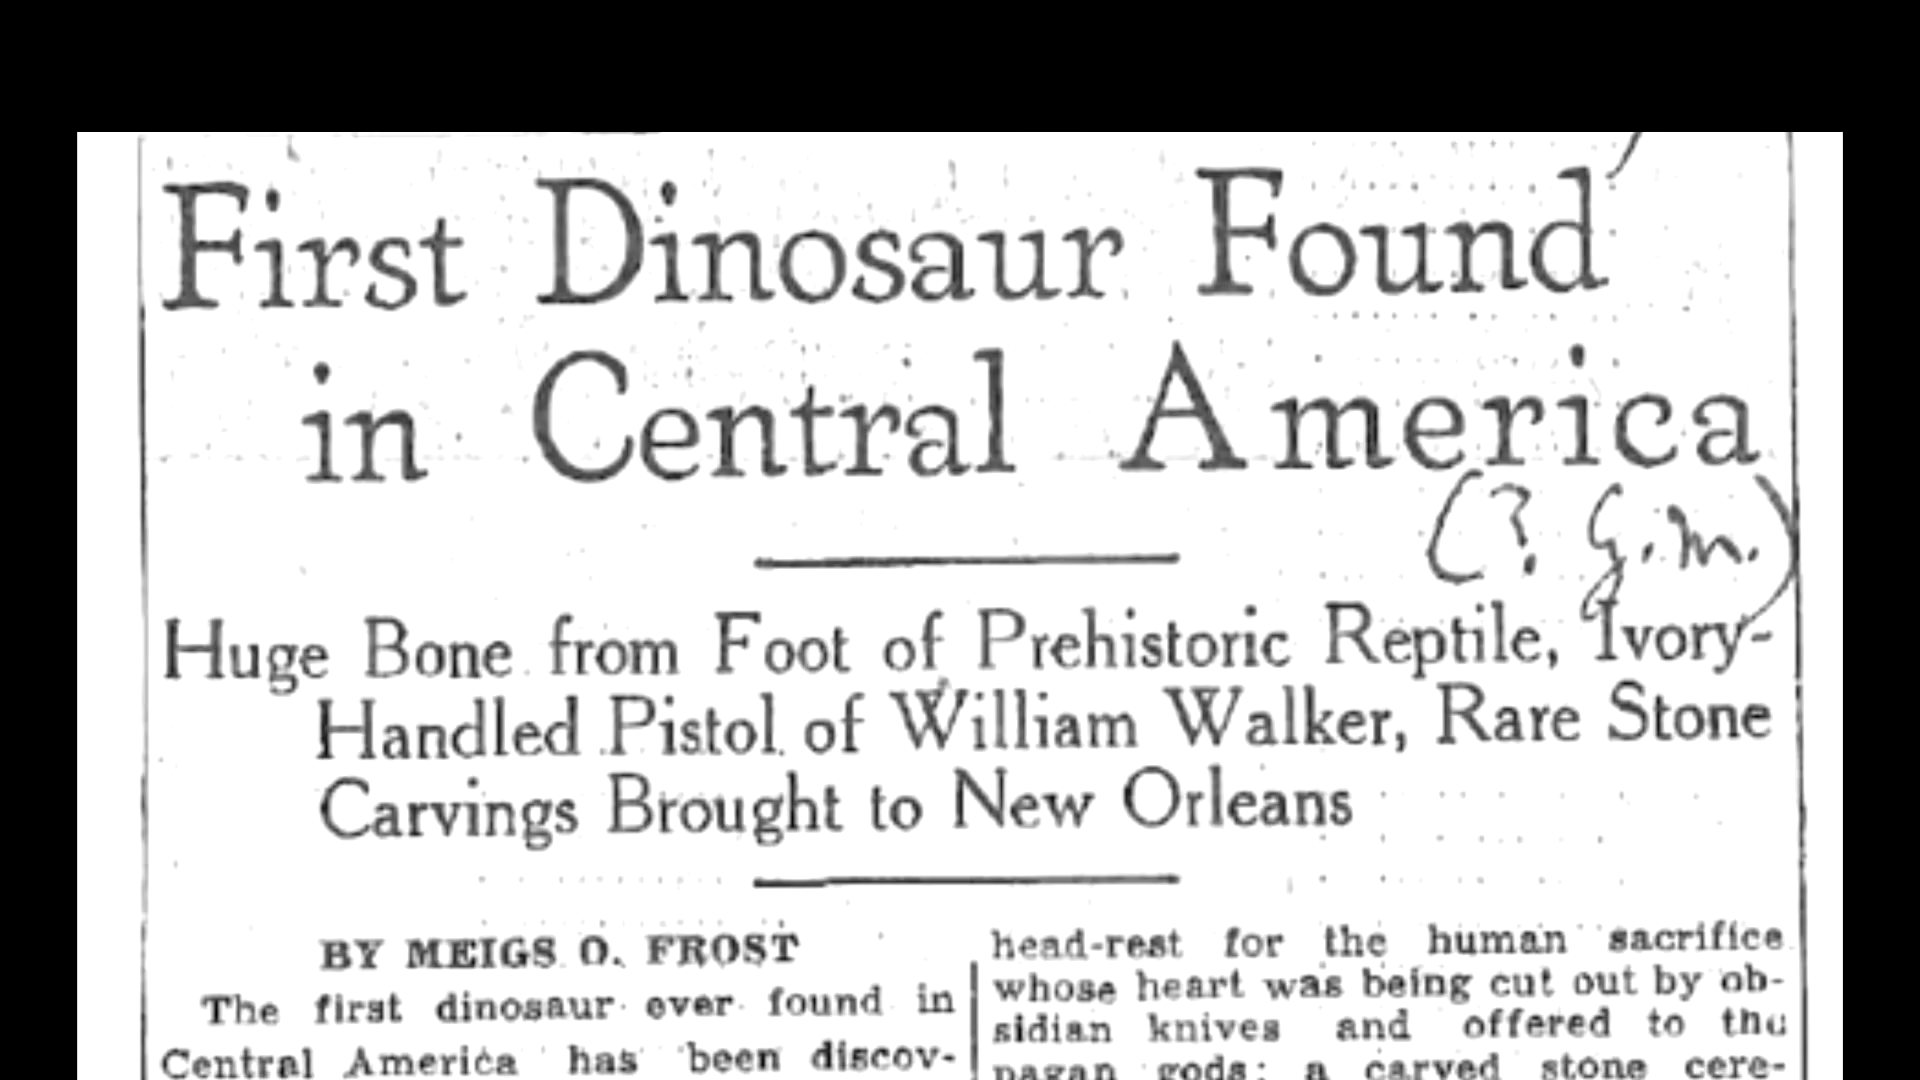 First Dinosaur Found
in Central America
(? G.M.)
Huge Bone from Foot of Prehistoric Reptile, Ivory-
Handled Pistol of William Walker, Rare Stone
Carvings Brought to New Orleans
BY MEIGS O. FROST
The first dinosaur ever found in
Central America has been discov-
head-rest for the human sacrifice
whose heart was being cut out by ob-
sidian knives and offered to the
pagan gods; a carved stone cere-